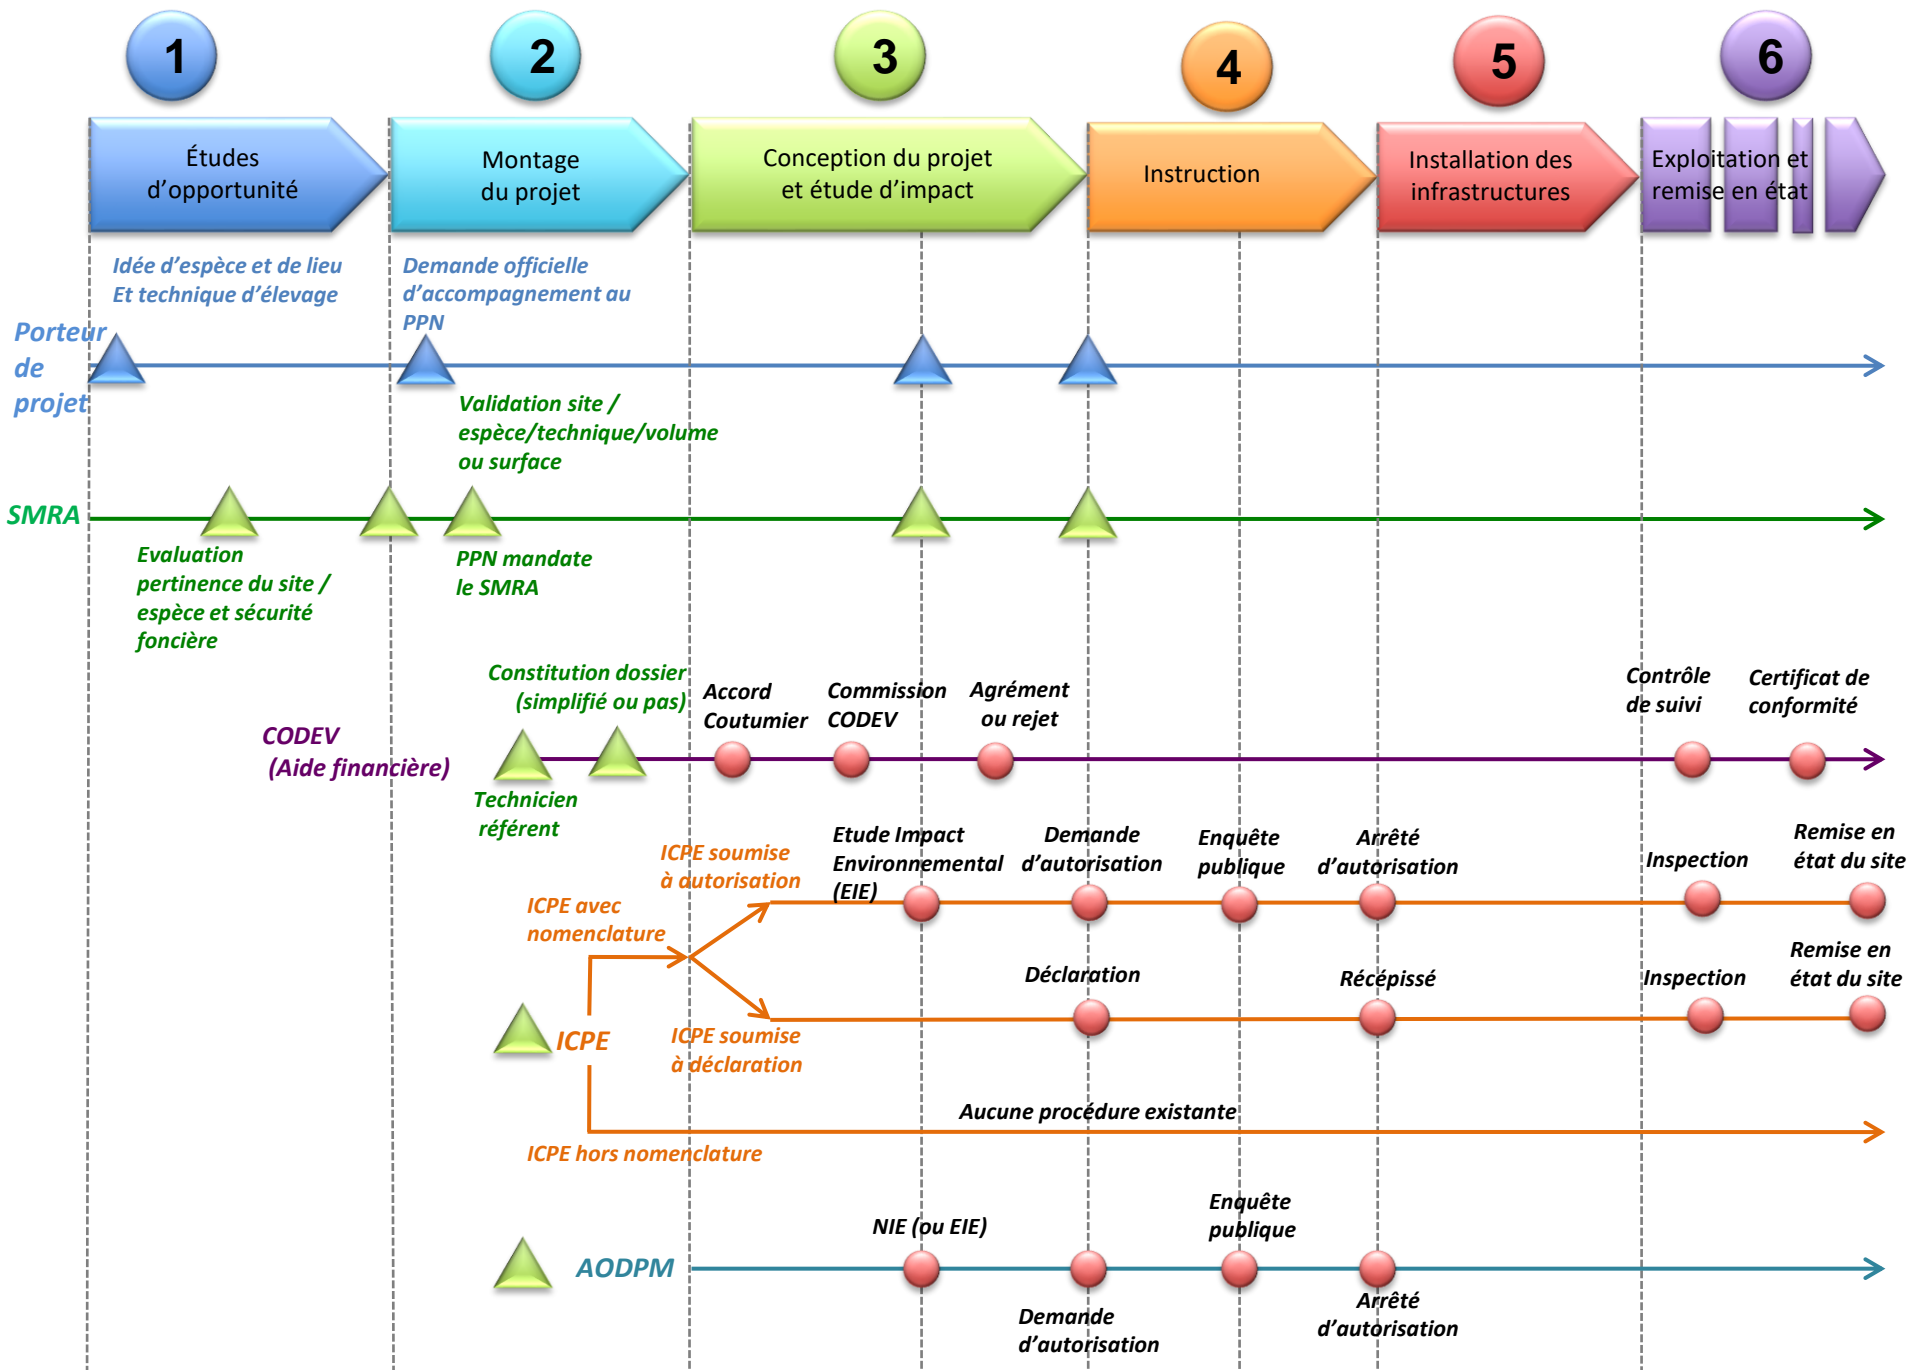 1
2
3
4
5
6
Études
d'opportunité
Montage
du projet
Conception du projet
et étude d'impact
Instruction
Installation des
infrastructures
Exploitation et
remise en état
Idée d'espèce et de lieu
Et technique d'élevage
Demande officielle
d'accompagnement au
PPN
Porteur
de
projet
Validation site /
espèce/technique/volume
ou surface
SMRA
Evaluation
pertinence du site /
espèce et sécurité
foncière
PPN mandate
le SMRA
Constitution dossier
(simplifié ou pas)
Accord
Coutumier
Commission
CODEV
Agrément
ou rejet
Contrôle
de suivi
Certificat de
conformité
CODEV
(Aide financière)
Technicien
référent
ICPE soumise
à autorisation
Etude Impact
Environnemental
(EIE)
Demande
d'autorisation
Enquête
publique
Arrêté
d'autorisation
Inspection
Remise en
état du site
ICPE avec
nomenclature
Déclaration
Récépissé
Inspection
Remise en
état du site
ICPE
ICPE soumise
à déclaration
Aucune procédure existante
ICPE hors nomenclature
NIE (ou EIE)
Enquête
publique
AODPM
Demande
d'autorisation
Arrêté
d'autorisation